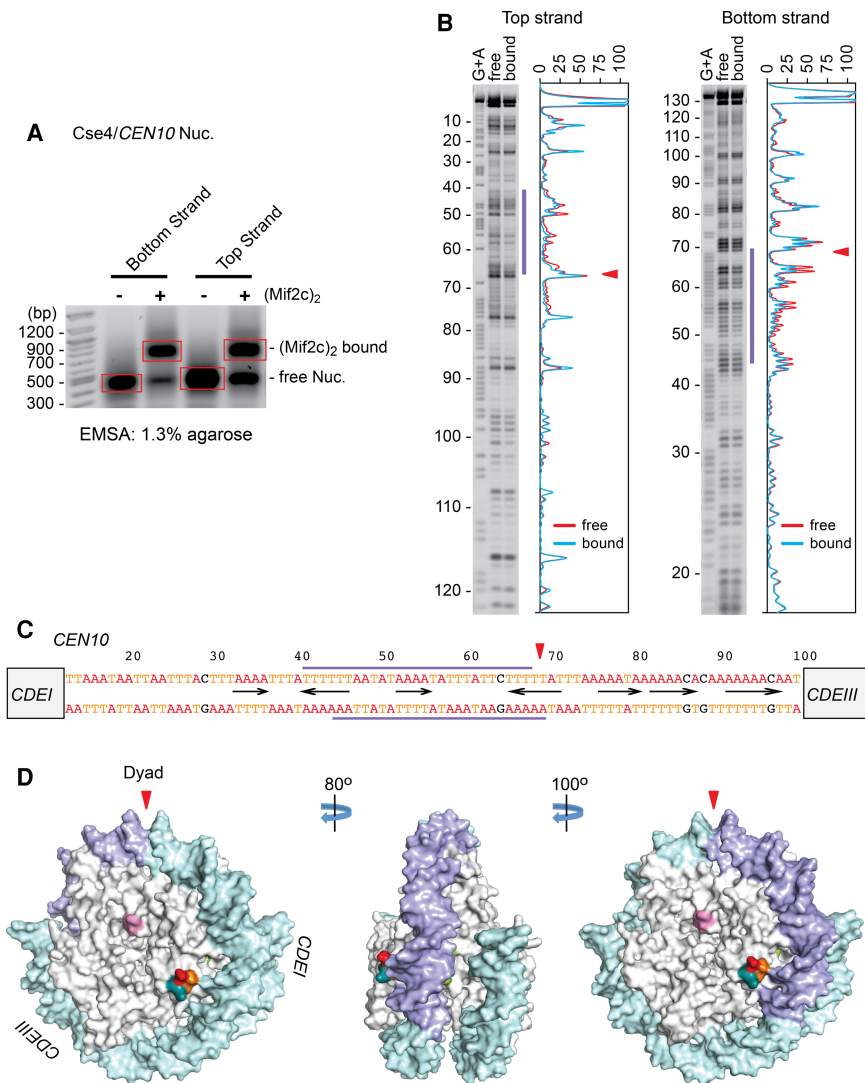 A
Cse4/CEN10 Nuc.
Bottom Strand
Top Strand
- + - + (Mif2c)2
(bp)
1200 -
900 -
700 -
500 -
300 -
- (Mif2c)2 bound
- free Nuc.
EMSA: 1.3% agarose
B
Top strand
G+A free bound
0 25 50 75 100
10 -
20 -
30 -
40 -
50 -
60 -
70 -
80 -
90 -
100 -
110 -
120 -
free
bound
Bottom strand
G+A free bound
0 25 50 75 100
130 -
120 -
110 -
100 -
90 -
80 -
70 -
60 -
50 -
40 -
30 -
20 -
free
bound
C
CEN10
20 30 40 50 60 70 80 90 100
CDEI
TTAAATAATTAATTTACTTTAAAATTTATTTTTTAATATAAAATATTTATTCTTTTTATTTAAAAATAAAAAACACAAAAAACAAT
AATTTATTAATTAAATGAAATTTTAAATAAAAAATTATATTTTATAAATAAGAAAAATAAATTTTTATTTTTTGTGTTTTTTGTTA
CDEIII
D
Dyad
80º
100º
CDEI
CDEIII